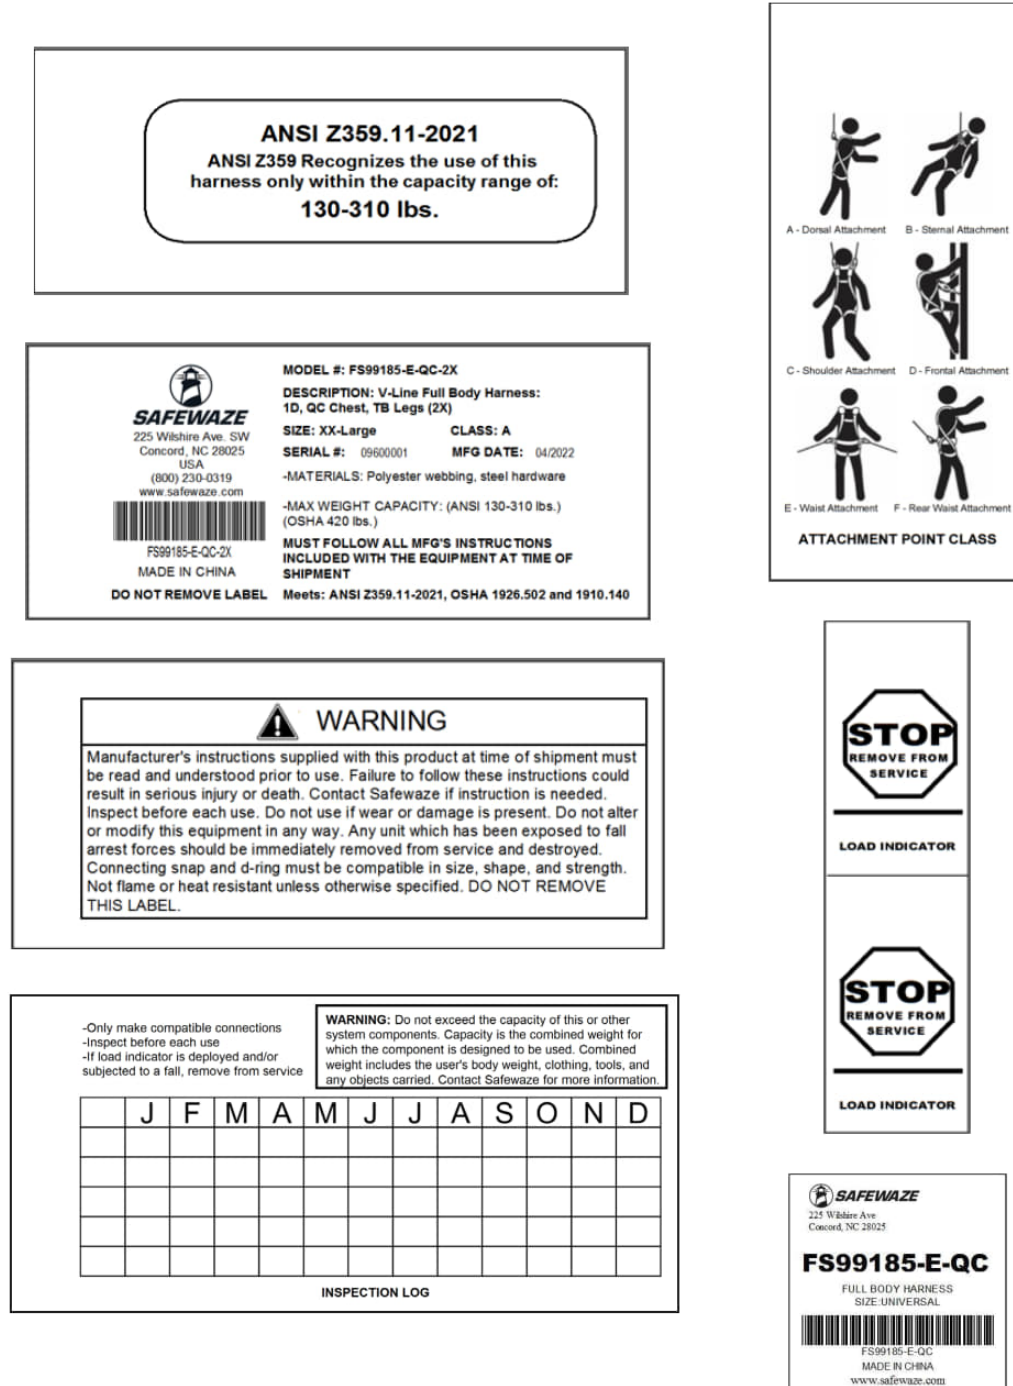 ANSI Z359.11-2021
ANSI Z359 Recognizes the use of this
harness only within the capacity range of:
130-310 lbs.
SAFEWAZE
225 Wilshire Ave. SW
Concord, NC 28025
USA
(800) 230-0319
www.safewaze.com
FS99185-E-QC-2X
MADE IN CHINA
DO NOT REMOVE LABEL
MODEL #: FS99185-E-QC-2X
DESCRIPTION: V-Line Full Body Harness:
1D, QC Chest, TB Legs (2X)
SIZE: XX-Large CLASS: A
SERIAL #: 09600001 MFG DATE: 04/2022
-MATERIALS: Polyester webbing, steel hardware
-MAX WEIGHT CAPACITY: (ANSI 130-310 lbs.)
(OSHA 420 lbs.)
MUST FOLLOW ALL MFG'S INSTRUCTIONS
INCLUDED WITH THE EQUIPMENT AT TIME OF
SHIPMENT
Meets: ANSI Z359.11-2021, OSHA 1926.502 and 1910.140
WARNING
Manufacturer's instructions supplied with this product at time of shipment must
be read and understood prior to use. Failure to follow these instructions could
result in serious injury or death. Contact Safewaze if instruction is needed.
Inspect before each use. Do not use if wear or damage is present. Do not alter
or modify this equipment in any way. Any unit which has been exposed to fall
arrest forces should be immediately removed from service and destroyed.
Connecting snap and d-ring must be compatible in size, shape, and strength.
Not flame or heat resistant unless otherwise specified. DO NOT REMOVE
THIS LABEL.
-Only make compatible connections
-Inspect before each use
-If load indicator is deployed and/or
subjected to a fall, remove from service
WARNING: Do not exceed the capacity of this or other
system components. Capacity is the combined weight for
which the component is designed to be used. Combined
weight includes the user's body weight, clothing, tools, and
any objects carried. Contact Safewaze for more information.
J F M A M J J A S O N D
INSPECTION LOG
A - Dorsal Attachment B - Sternal Attachment
C - Shoulder Attachment D - Frontal Attachment
E - Waist Attachment F - Rear Waist Attachment
ATTACHMENT POINT CLASS
STOP
REMOVE FROM
SERVICE
LOAD INDICATOR
STOP
REMOVE FROM
SERVICE
LOAD INDICATOR
SAFEWAZE
225 Wilshire Ave
Concord, NC 28025
FS99185-E-QC
FULL BODY HARNESS
SIZE:UNIVERSAL
FS99185-E-QC
MADE IN CHINA
www.safewaze.com